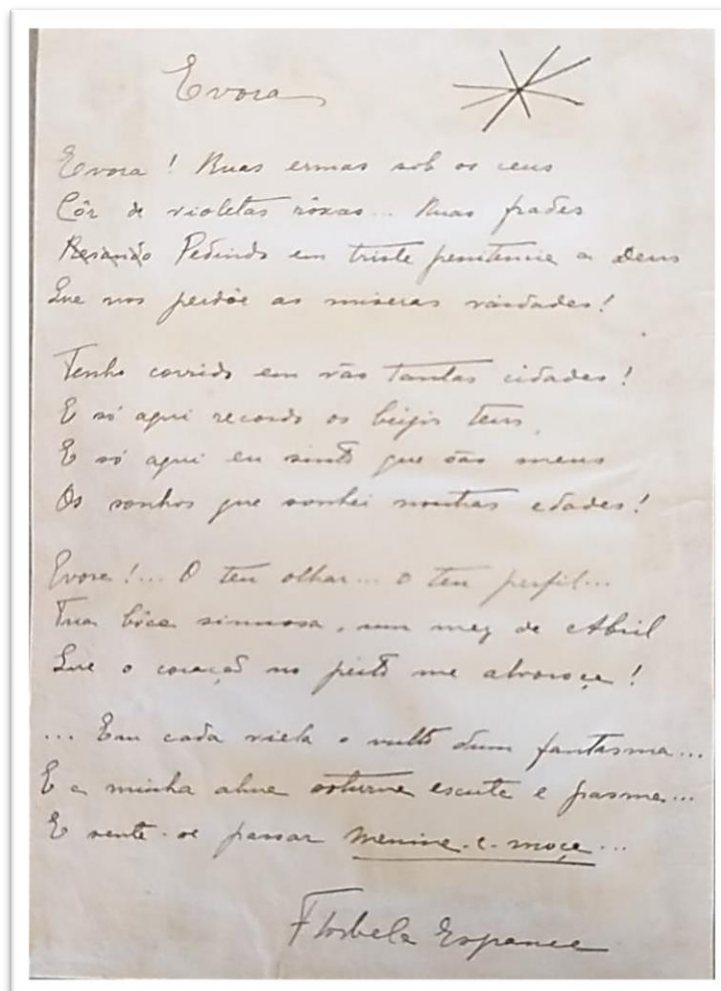 Evora
Evora! Ruas ermas sob os ceus
Côr de violetas rôxas... Ruas frades
Resando Pedindo em triste penitencia a Deus
Que nos perdôe as miseras vaidades!
Tenho corrido em vão tantas cidades!
E só aqui recordo os beijos teus,
E só aqui eu sinto que são meus
Os sonhos que sonhei noutras edades!
Evora!... O teu olhar... o teu perfil...
Tua bôca sinuosa, um mez de Abril
Que o coração no peito me alvoroça!
... Em cada viela o vulto dum fantasma...
E a minha alma soturna escuta e pasma...
E sente-se passar menina-e-moça...
Florbela Espanca